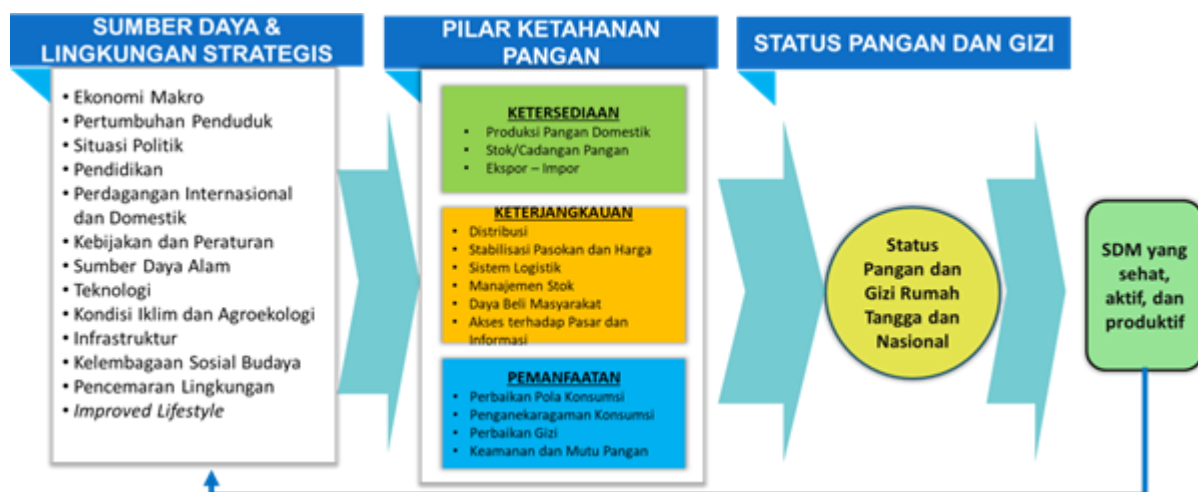 SUMBER DAYA &
LINGKUNGAN STRATEGIS
• Ekonomi Makro
• Pertumbuhan Penduduk
• Situasi Politik
• Pendidikan
• Perdagangan Internasional
dan Domestik
• Kebijakan dan Peraturan
• Sumber Daya Alam
• Teknologi
• Kondisi Iklim dan Agroekologi
• Infrastruktur
• Kelembagaan Sosial Budaya
• Pencemaran Lingkungan
• Improved Lifestyle
PILAR KETAHANAN
PANGAN
KETERSEDIAAN
• Produksi Pangan Domestik
• Stok/Cadangan Pangan
• Ekspor – Impor
KETERJANGKAUAN
• Distribusi
• Stabilisasi Pasokan dan Harga
• Sistem Logistik
• Manajemen Stok
• Daya Beli Masyarakat
• Akses terhadap Pasar dan
Informasi
PEMANFAATAN
• Perbaikan Pola Konsumsi
• Penganekaragaman Konsumsi
• Perbaikan Gizi
• Keamanan dan Mutu Pangan
STATUS PANGAN DAN GIZI
Status
Pangan dan
Gizi Rumah
Tangga dan
Nasional
SDM yang
sehat,
aktif, dan
produktif